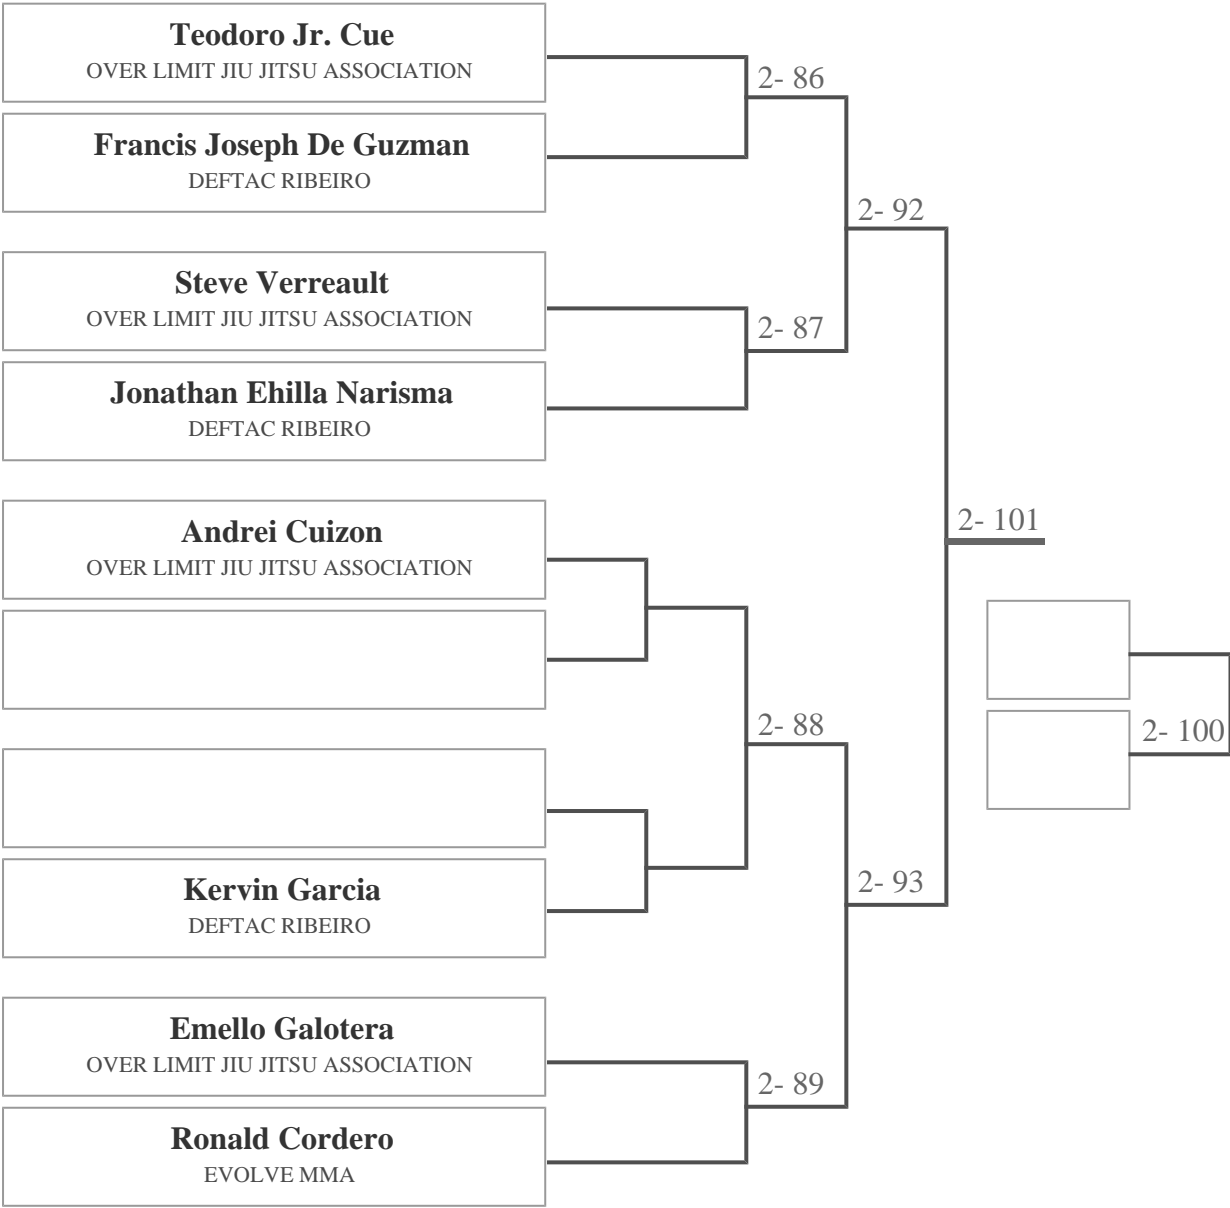 Teodoro Jr. Cue
OVER LIMIT JIU JITSU ASSOCIATION
2- 86
Francis Joseph De Guzman
DEFTAC RIBEIRO
2- 92
Steve Verreault
OVER LIMIT JIU JITSU ASSOCIATION
2- 87
Jonathan Ehilla Narisma
DEFTAC RIBEIRO
2- 101
Andrei Cuizon
OVER LIMIT JIU JITSU ASSOCIATION
2- 88
2- 100
Kervin Garcia
DEFTAC RIBEIRO
2- 93
Emello Galotera
OVER LIMIT JIU JITSU ASSOCIATION
2- 89
Ronald Cordero
EVOLVE MMA